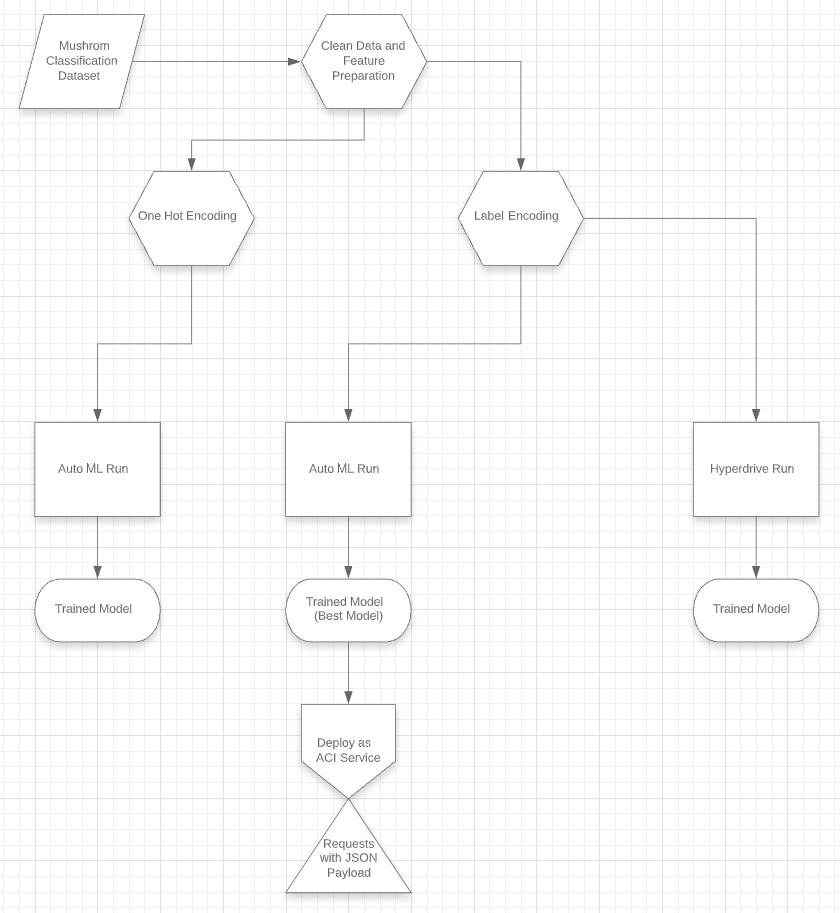 Mushrom
Classification
Dataset
Clean Data and
Feature
Preparation
One Hot Encoding
Label Encoding
Auto ML Run
Auto ML Run
Hyperdrive Run
Trained Model
Trained Model
(Best Model)
Trained Model
Deploy as
ACI Service
Requests
with JSON
Payload